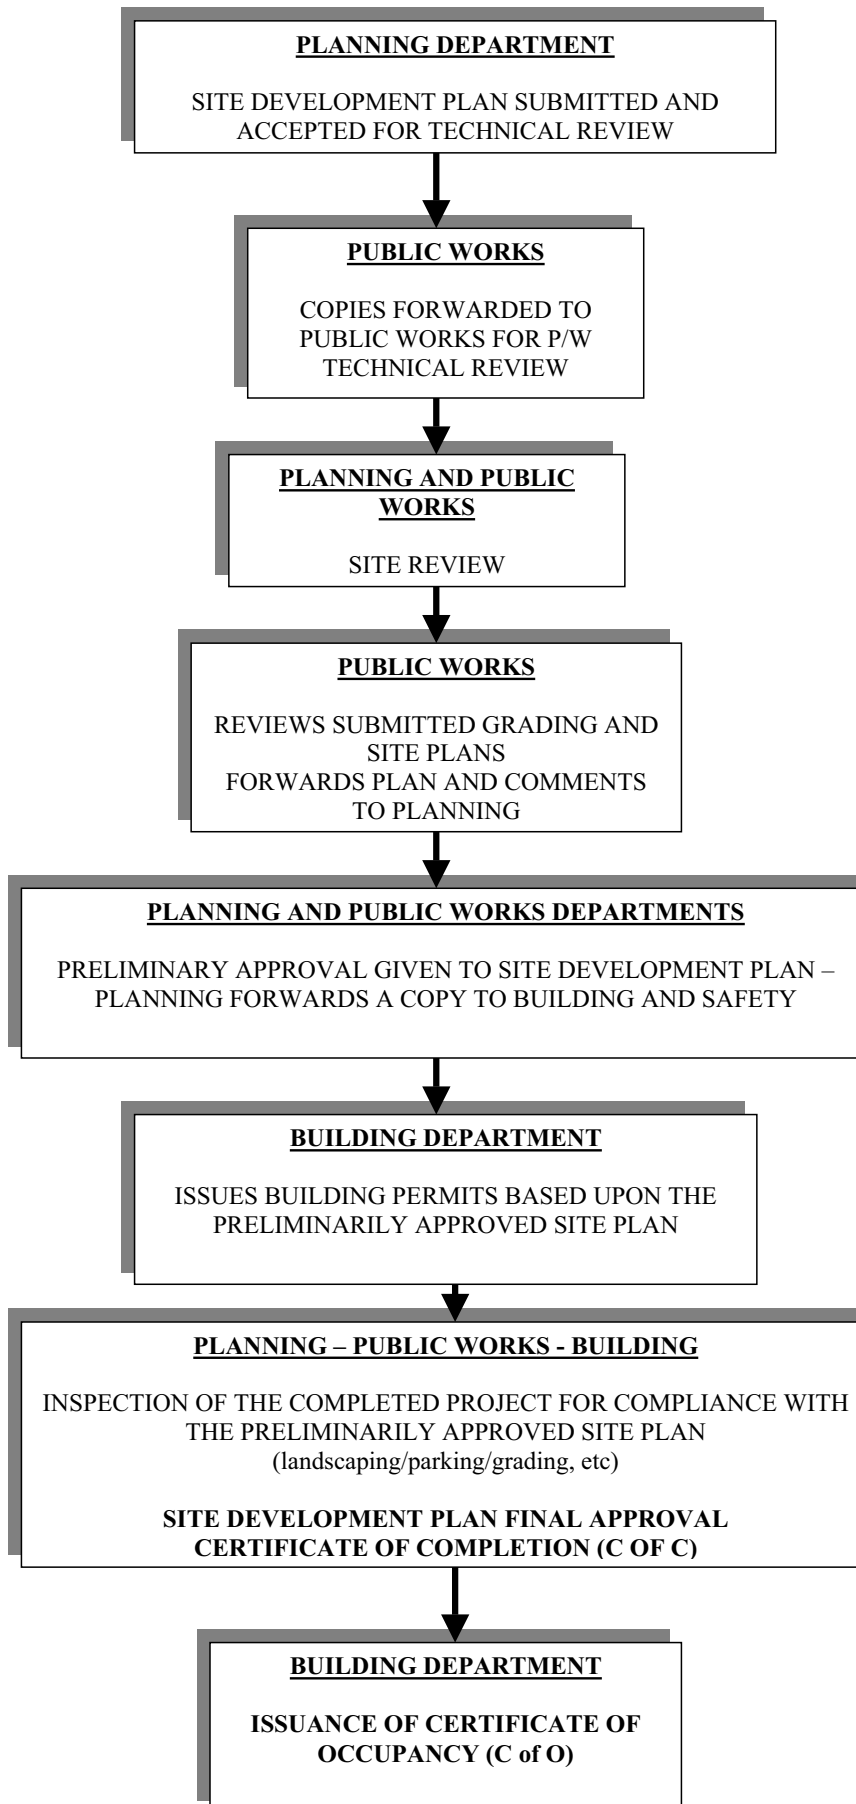 PLANNING DEPARTMENT
SITE DEVELOPMENT PLAN SUBMITTED AND
ACCEPTED FOR TECHNICAL REVIEW
PUBLIC WORKS
COPIES FORWARDED TO
PUBLIC WORKS FOR P/W
TECHNICAL REVIEW
PLANNING AND PUBLIC
WORKS
SITE REVIEW
PUBLIC WORKS
REVIEWS SUBMITTED GRADING AND
SITE PLANS
FORWARDS PLAN AND COMMENTS
TO PLANNING
PLANNING AND PUBLIC WORKS DEPARTMENTS
PRELIMINARY APPROVAL GIVEN TO SITE DEVELOPMENT PLAN –
PLANNING FORWARDS A COPY TO BUILDING AND SAFETY
BUILDING DEPARTMENT
ISSUES BUILDING PERMITS BASED UPON THE
PRELIMINARILY APPROVED SITE PLAN
PLANNING – PUBLIC WORKS - BUILDING
INSPECTION OF THE COMPLETED PROJECT FOR COMPLIANCE WITH
THE PRELIMINARILY APPROVED SITE PLAN
(landscaping/parking/grading, etc)
SITE DEVELOPMENT PLAN FINAL APPROVAL
CERTIFICATE OF COMPLETION (C OF C)
BUILDING DEPARTMENT
ISSUANCE OF CERTIFICATE OF
OCCUPANCY (C of O)